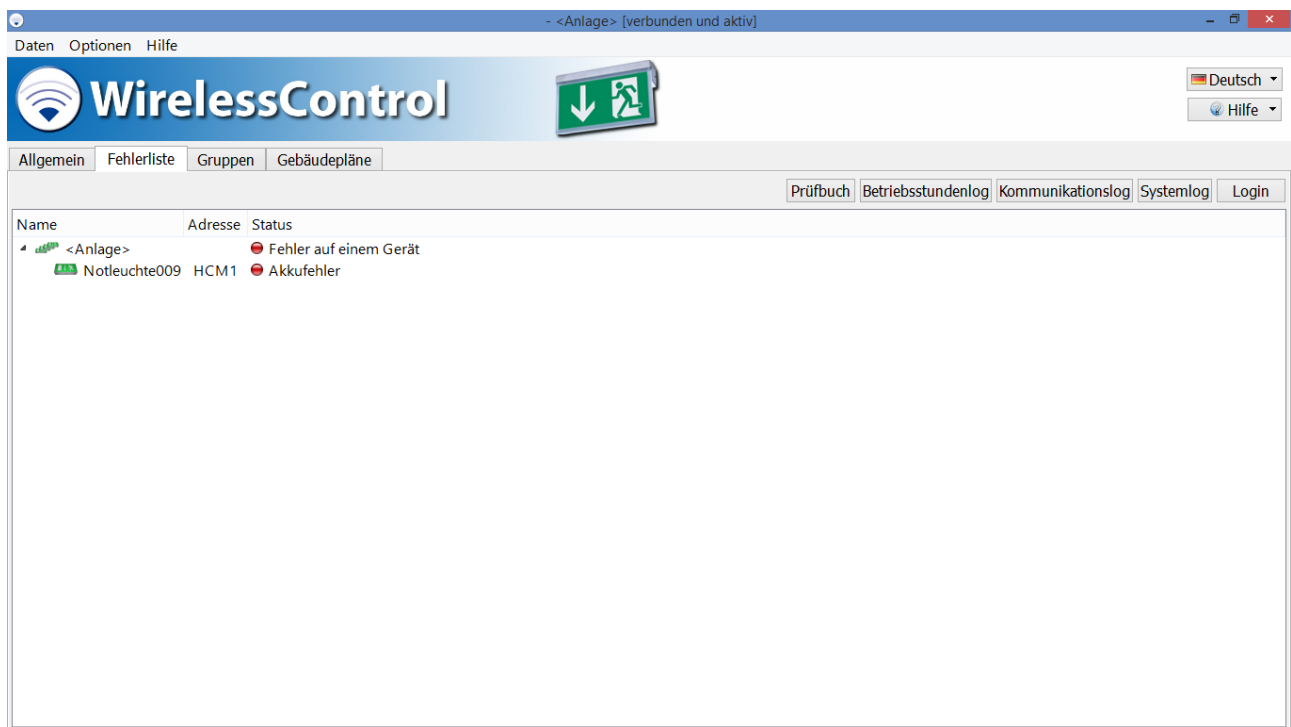 - <Anlage> [verbunden und aktiv]
Daten Optionen Hilfe
WirelessControl
Deutsch
Hilfe
Allgemein Fehlerliste Gruppen Gebäudepläne
Prüfbuch Betriebsstundenlog Kommunikationslog Systemlog Login
Name Adresse Status
<Anlage> Fehler auf einem Gerät
Notleuchte009 HCM1 Akkufehler